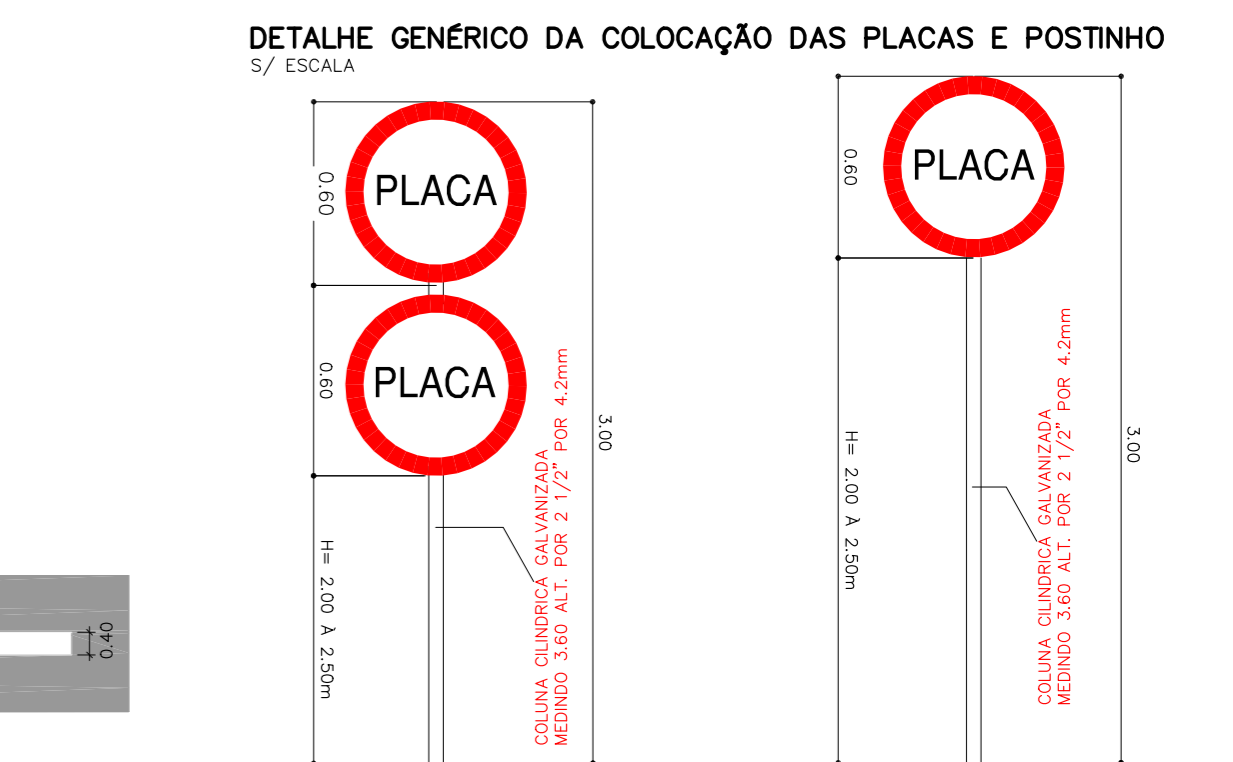 DETALHE GENÉRICO DA COLOCAÇÃO DAS PLACAS E POSTINHO
S/ ESCALA
0.60
PLACA
0.60
PLACA
H= 2.00 À 2.50m
COLUNA CILINDRICA GALVANIZADA
MEDINDO 3.60 ALT. POR 2 1/2" POR 4.2mm
3.00
0.60
PLACA
H= 2.00 À 2.50m
COLUNA CILINDRICA GALVANIZADA
MEDINDO 3.60 ALT. POR 2 1/2" POR 4.2mm
3.00
0.40